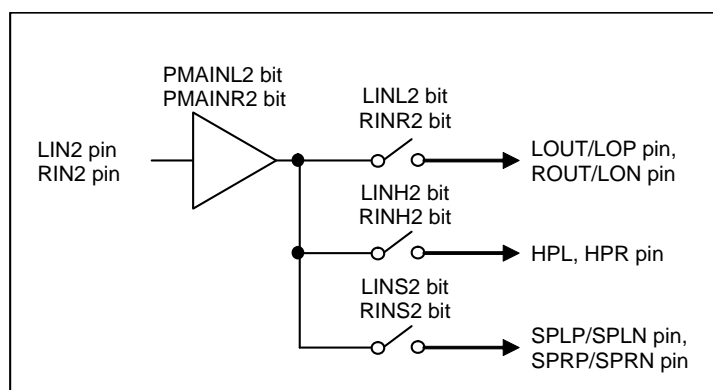 PMAINL2 bit
PMAINR2 bit
LINL2 bit
RINR2 bit
LIN2 pin
RIN2 pin
LOUT/LOP pin,
ROUT/LON pin
LINH2 bit
RINH2 bit
HPL, HPR pin
LINS2 bit
RINS2 bit
SPLP/SPLN pin,
SPRP/SPRN pin